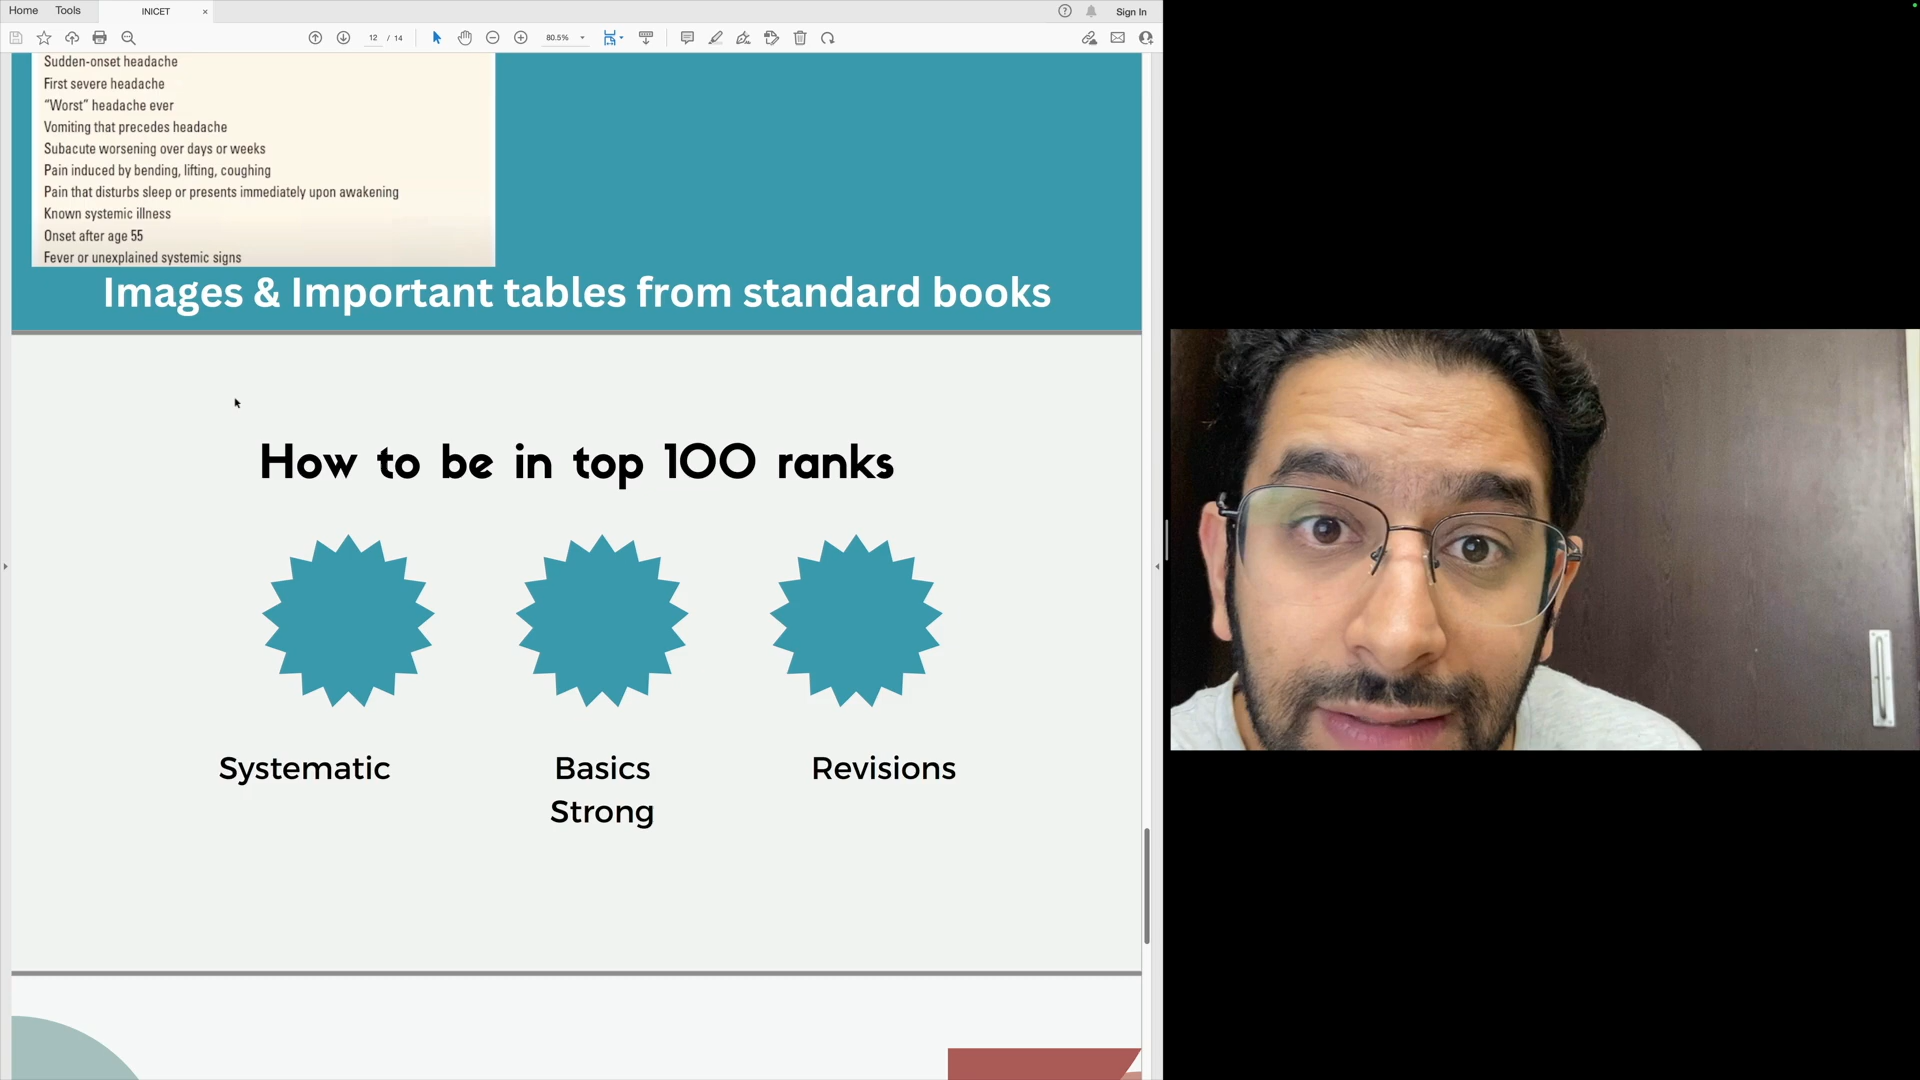 Home Tools INICET × Sign In
12 / 14 80.5%
Sudden-onset headache
First severe headache
“Worst” headache ever
Vomiting that precedes headache
Subacute worsening over days or weeks
Pain induced by bending, lifting, coughing
Pain that disturbs sleep or presents immediately upon awakening
Known systemic illness
Onset after age 55
Fever or unexplained systemic signs
Images & Important tables from standard books
How to be in top 100 ranks
Systematic
Basics
Strong
Revisions